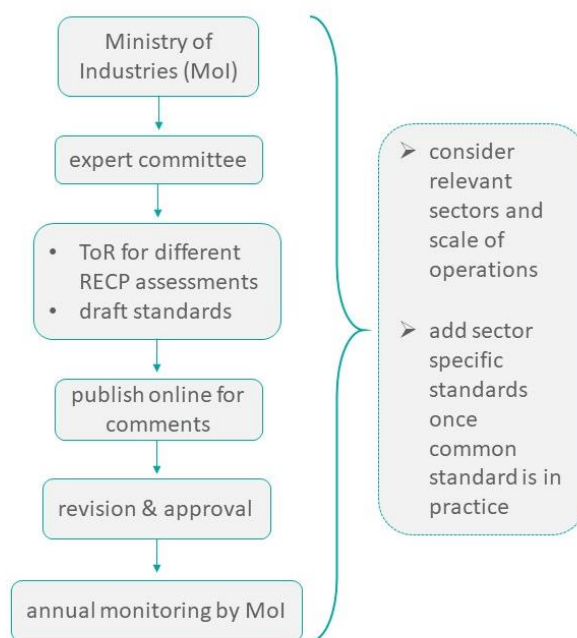 Ministry of
Industries (MoI)
expert committee
• ToR for different
RECP assessments
• draft standards
publish online for
comments
revision & approval
annual monitoring by MoI
➢ consider
relevant
sectors and
scale of
operations
➢ add sector
specific
standards
once
common
standard is in
practice